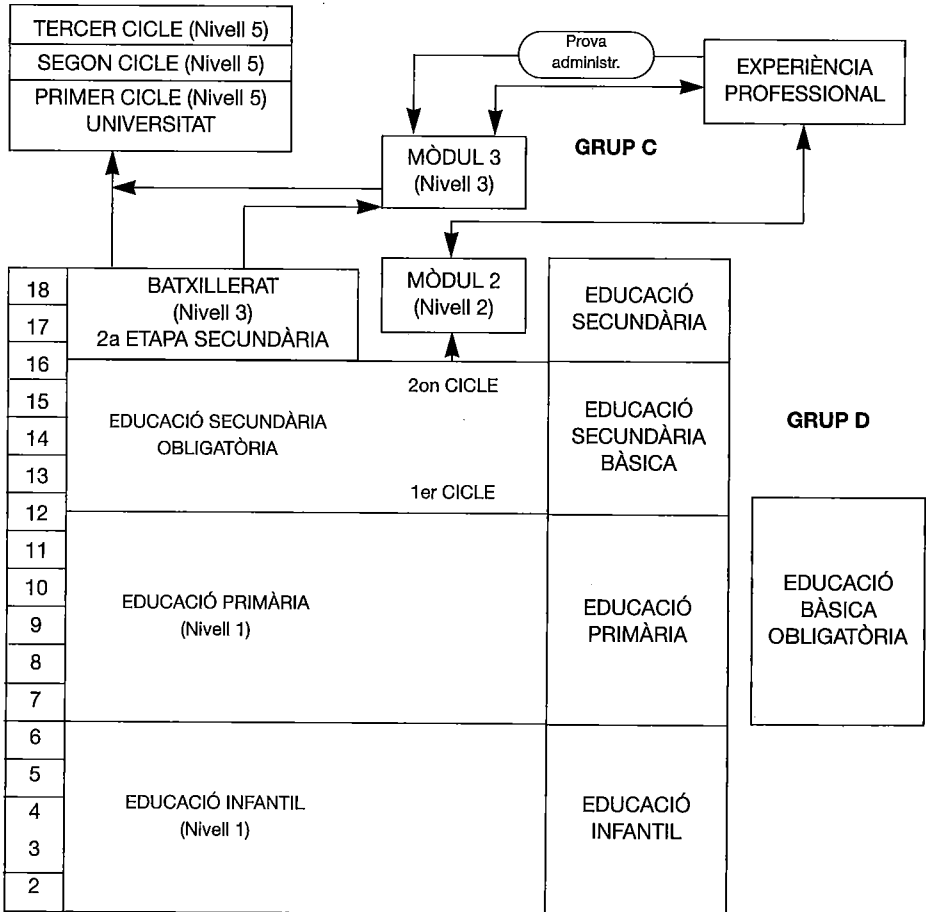 TERCER CICLE (Nivell 5)
SEGON CICLE (Nivell 5)
PRIMER CICLE (Nivell 5)
UNIVERSITAT
Prova
administr.
EXPERIÈNCIA
PROFESSIONAL
GRUP C
MÒDUL 3
(Nivell 3)
MÒDUL 2
(Nivell 2)
BATXILLERAT
(Nivell 3)
2a ETAPA SECUNDÀRIA
EDUCACIÓ
SECUNDÀRIA
18
17
16
15
14
13
12
11
10
9
8
7
6
5
4
3
2
2on CICLE
EDUCACIÓ SECUNDÀRIA
OBLIGATÒRIA
1er CICLE
EDUCACIÓ
SECUNDÀRIA
BÀSICA
GRUP D
EDUCACIÓ PRIMÀRIA
(Nivell 1)
EDUCACIÓ
PRIMÀRIA
EDUCACIÓ
BÀSICA
OBLIGATÒRIA
EDUCACIÓ INFANTIL
(Nivell 1)
EDUCACIÓ
INFANTIL